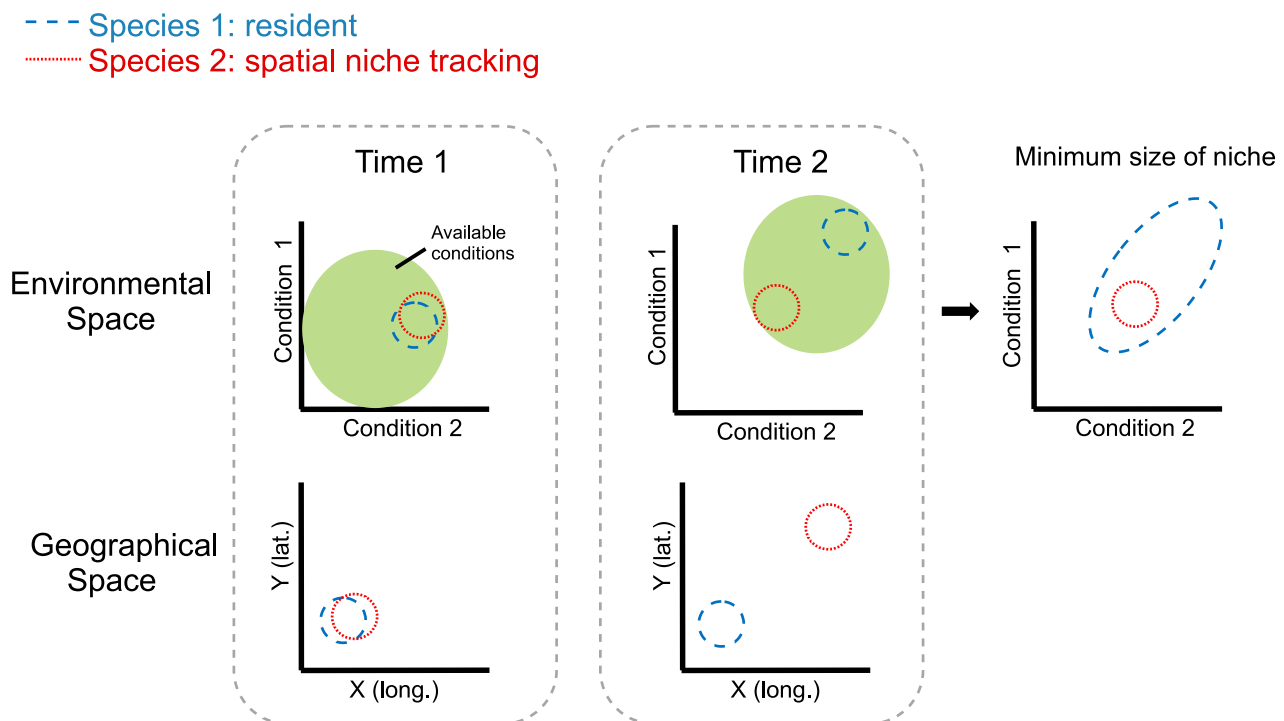 Species 1: resident
Species 2: spatial niche tracking
Time 1
Time 2
Minimum size of niche
Environmental
Space
Available
conditions
Condition 1
Condition 2
Condition 1
Condition 2
Condition 1
Condition 2
Geographical
Space
Y (lat.)
X (long.)
Y (lat.)
X (long.)